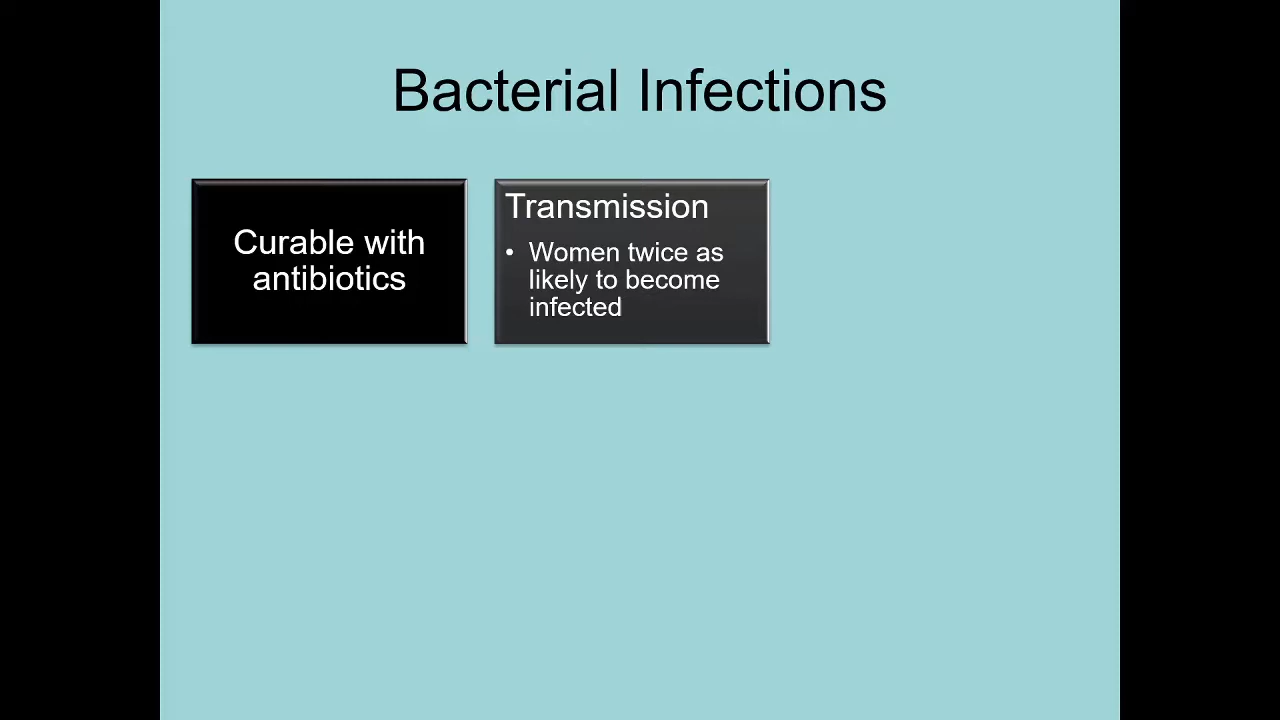 Bacterial Infections
Curable with
antibiotics
Transmission
• Women twice as
likely to become
infected